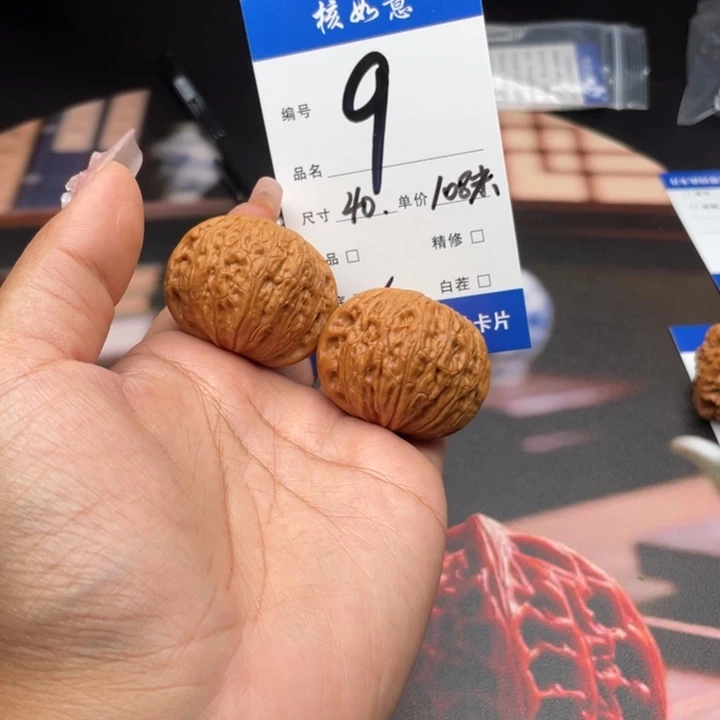 核如意
编号 9
品名
尺寸 40. 单价 108米
品 □ 精修 □
白茬 □
卡片